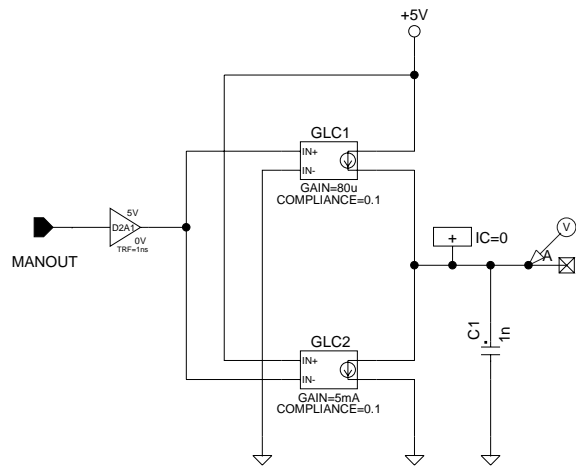 +5V
GLC1
IN+
IN-
GAIN=80u
COMPLIANCE=0.1
5V
D2A1
0V
TRF=1ns
MANOUT
+
IC=0
V
A
C1
1n
GLC2
IN+
IN-
GAIN=5mA
COMPLIANCE=0.1